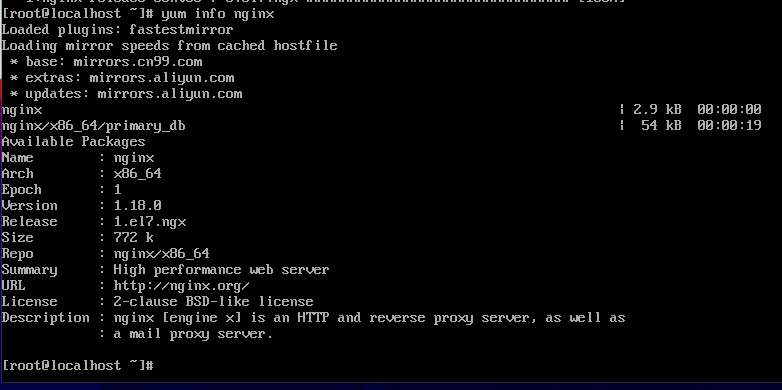 [root@localhost ~]# yum info nginx
Loaded plugins: fastestmirror
Loading mirror speeds from cached hostfile
 * base: mirrors.cn99.com
 * extras: mirrors.aliyun.com
 * updates: mirrors.aliyun.com
nginx | 2.9 kB 00:00:00
nginx/x86_64/primary_db | 54 kB 00:00:19
Available Packages
Name : nginx
Arch : x86_64
Epoch : 1
Version : 1.18.0
Release : 1.el7.ngx
Size : 772 k
Repo : nginx/x86_64
Summary : High performance web server
URL : http://nginx.org/
License : 2-clause BSD-like license
Description : nginx [engine x] is an HTTP and reverse proxy server, as well as
 : a mail proxy server.
[root@localhost ~]#